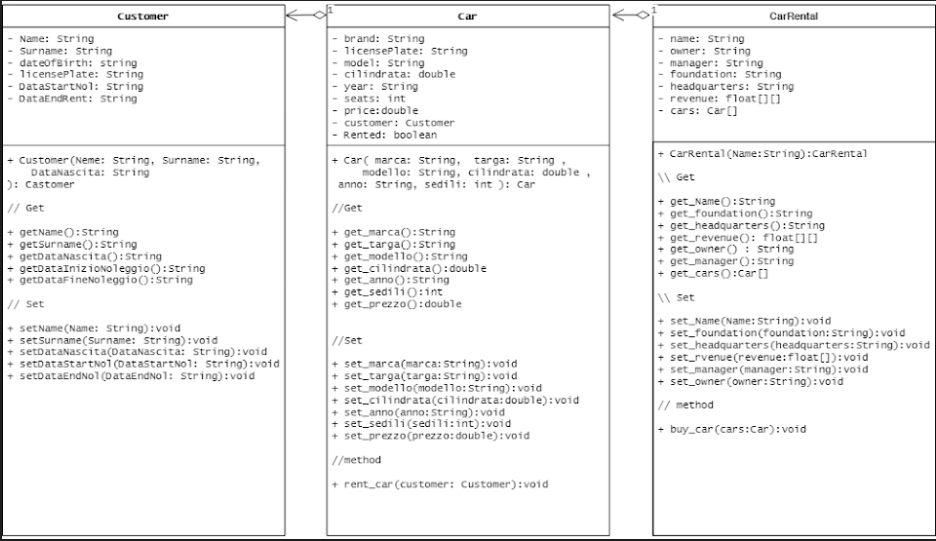 Customer
- Name: String
- Surname: String
- dateOfBirth: string
- licensePlate: String
- DataStartNol: String
- DataEndRent: String
+ Customer(Neme: String, Surname: String,
DataNascita: String
): Castomer
// Get
+ getName():String
+ getSurname():String
+ getDataNascita():String
+ getDataInizioNoleggio():String
+ getDataFineNoleggio():String
// Set
+ setName(Name: String):void
+ setSurname(Surname: String):void
+ setDataNascita(DataNascita: String):void
+ setDataStartNol(DataStartNol: String):void
+ setDataEndNol(DataEndNol: String):void
1
Car
- brand: String
- licensePlate: String
- model: String
- cilindrata: double
- year: String
- seats: int
- price:double
- customer: Customer
- Rented: boolean
+ Car( marca: String, targa: String ,
modello: String, cilindrata: double ,
anno: String, sedili: int ): Car
//Get
+ get_marca():String
+ get_targa():String
+ get_modello():String
+ get_cilindrata():double
+ get_anno():String
+ get_sedili():int
+ get_prezzo():double
//Set
+ set_marca(marca:String):void
+ set_targa(targa:String):void
+ set_modello(modello:String):void
+ set_cilindrata(cilindrata:double):void
+ set_anno(anno:String):void
+ set_sedili(sedili:int):void
+ set_prezzo(prezzo:double):void
//method
+ rent_car(customer: Customer):void
1
CarRental
- name: String
- owner: String
- manager: String
- foundation: String
- headquarters: String
- revenue: float[][]
- cars: Car[]
+ CarRental(Name:String):CarRental
\\ Get
+ get_Name():String
+ get_foundation():String
+ get_headquarters():String
+ get_revenue(): float[][]
+ get_owner() : String
+ get_manager():String
+ get_cars():Car[]
\\ Set
+ set_Name(Name:String):void
+ set_foundation(foundation:String):void
+ set_headquarters(headquarters:String):void
+ set_rvenue(revenue:float[]):void
+ set_manager(manager:String):void
+ set_owner(owner:String):void
// method
+ buy_car(cars:Car):void